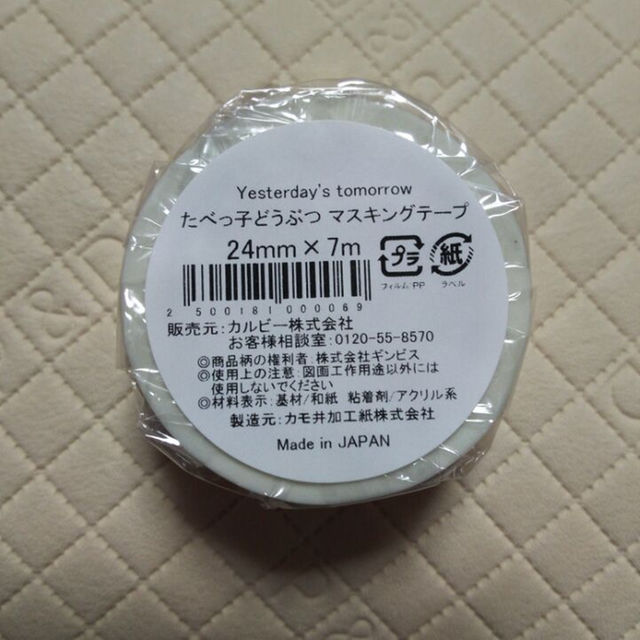 Yesterday's tomorrow
たべっ子どうぶつ マスキングテープ
24mm×7m
プラ
紙
フィルム PP
ラベル
2 500181 000069
販売元:カルビー株式会社
お客様相談室:0120-55-8570
◎商品柄の権利者:株式会社ギンビス
◎使用上の注意:図画工作用途以外には
使用しないでください
◎材料表示:基材/和紙 粘着剤/アクリル系
製造元:カモ井加工紙株式会社
Made in JAPAN